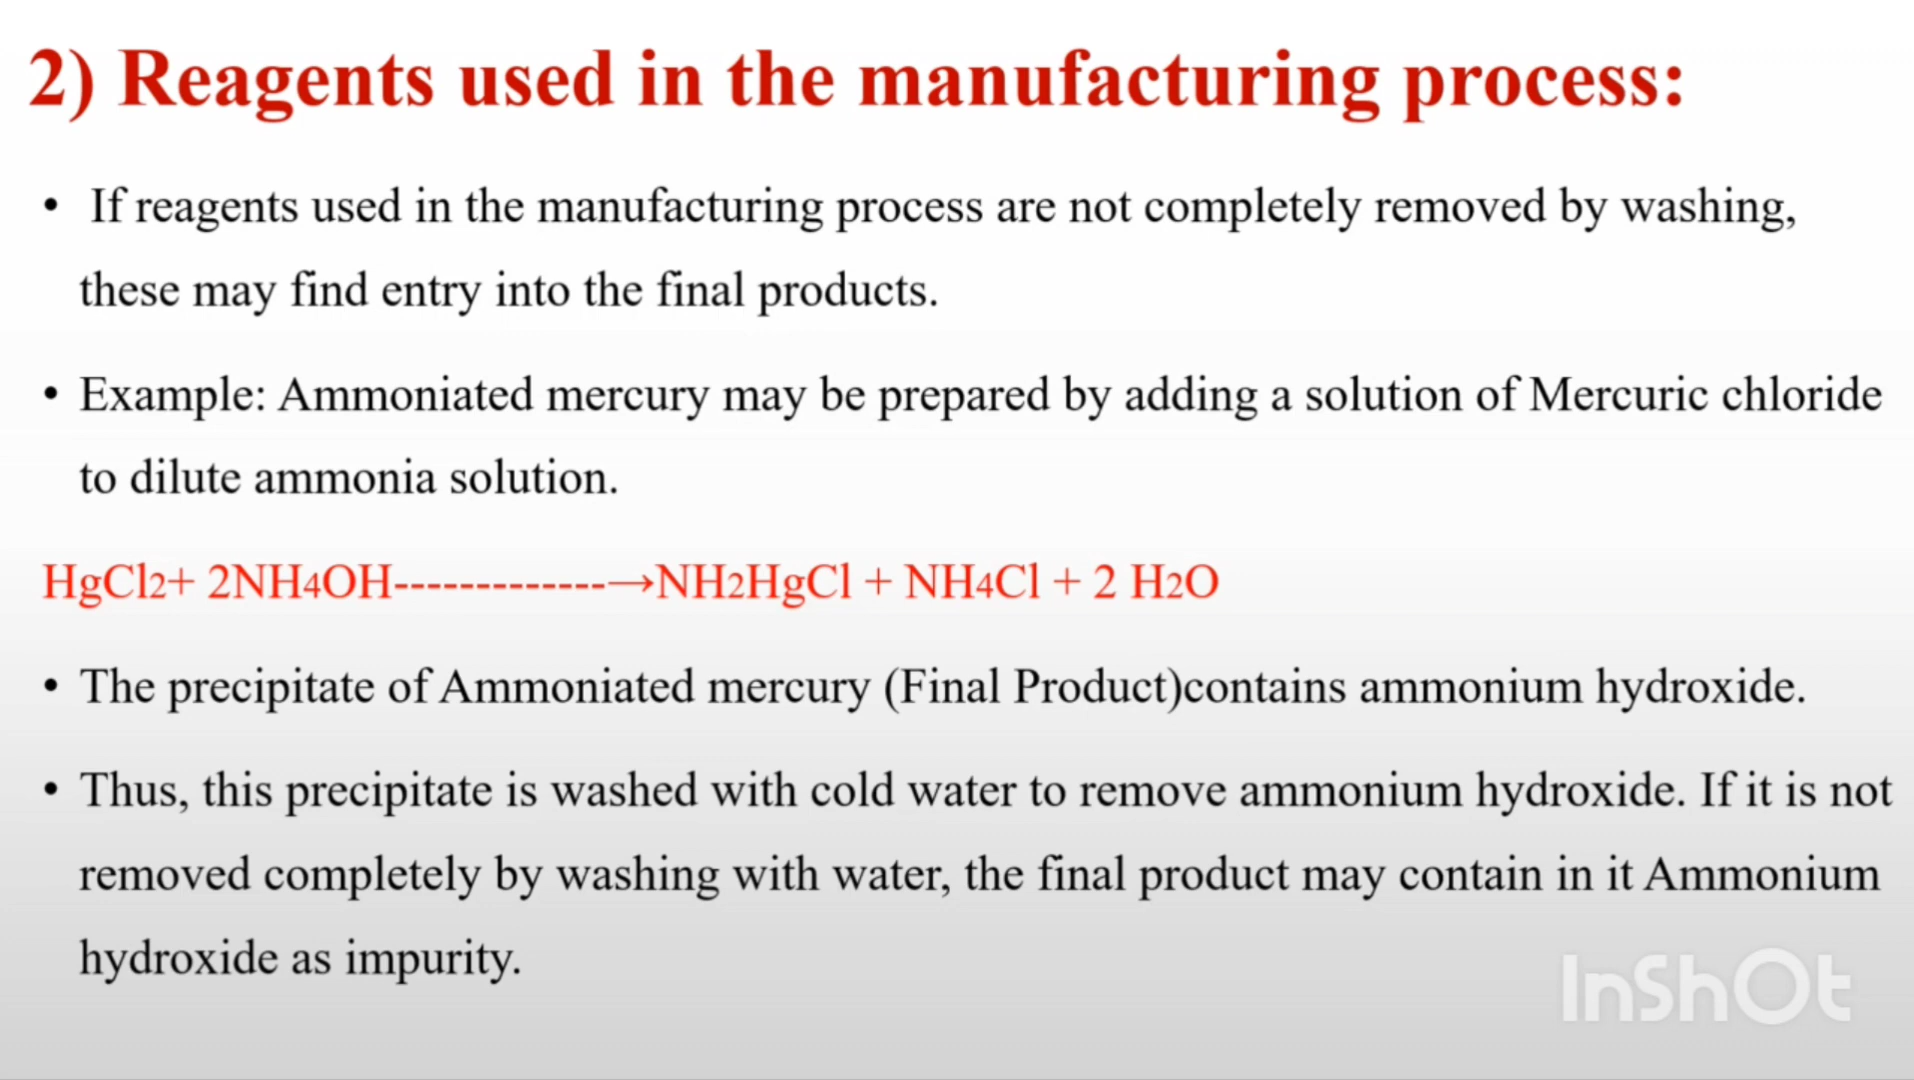 2) Reagents used in the manufacturing process:
• If reagents used in the manufacturing process are not completely removed by washing,
these may find entry into the final products.
• Example: Ammoniated mercury may be prepared by adding a solution of Mercuric chloride
to dilute ammonia solution.
HgCl2+ 2NH4OH-------------→NH2HgCl + NH4Cl + 2 H2O
• The precipitate of Ammoniated mercury (Final Product)contains ammonium hydroxide.
• Thus, this precipitate is washed with cold water to remove ammonium hydroxide. If it is not
removed completely by washing with water, the final product may contain in it Ammonium
hydroxide as impurity.
InShOt